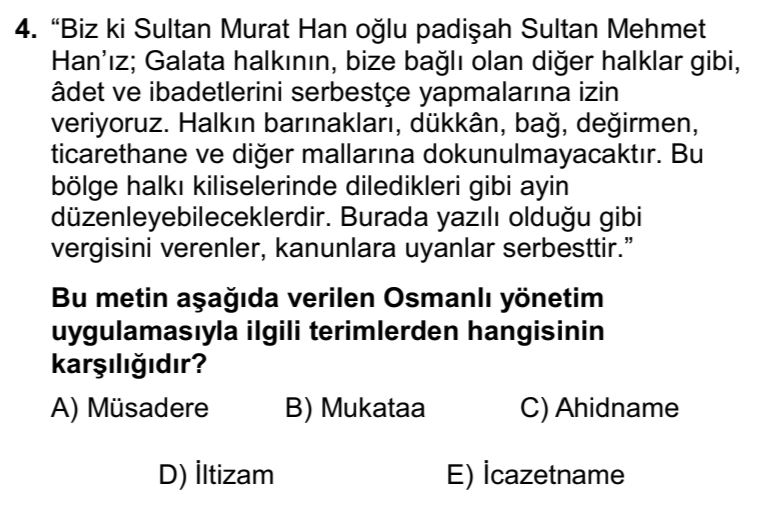 4. “Biz ki Sultan Murat Han oğlu padişah Sultan Mehmet
Han’ız; Galata halkının, bize bağlı olan diğer halklar gibi,
âdet ve ibadetlerini serbestçe yapmalarına izin
veriyoruz. Halkın barınakları, dükkân, bağ, değirmen,
ticarethane ve diğer mallarına dokunulmayacaktır. Bu
bölge halkı kiliselerinde diledikleri gibi ayin
düzenleyebileceklerdir. Burada yazılı olduğu gibi
vergisini verenler, kanunlara uyanlar serbesttir.”
Bu metin aşağıda verilen Osmanlı yönetim
uygulamasıyla ilgili terimlerden hangisinin
karşılığıdır?
A) Müsadere B) Mukataa C) Ahidname
D) İltizam E) İcazetname